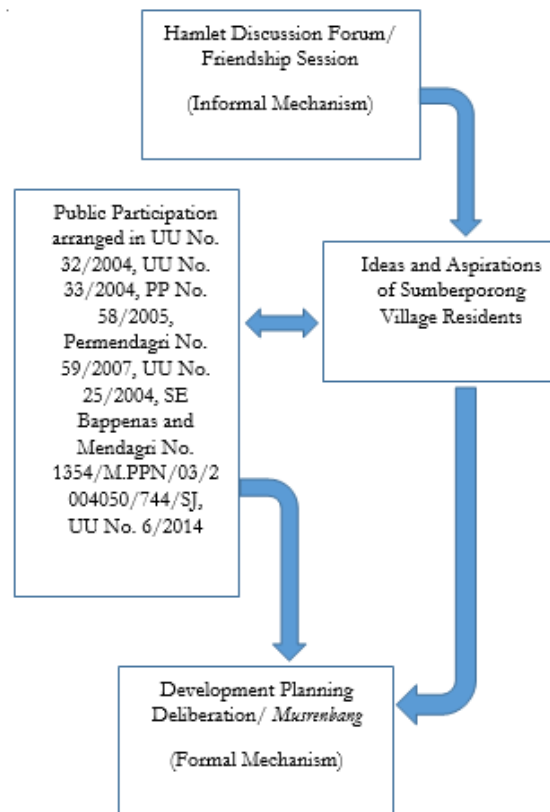 Hamlet Discussion Forum/
Friendship Session
(Informal Mechanism)
Public Participation
arranged in UU No.
32/2004, UU No.
33/2004, PP No.
58/2005,
Permendagri No.
59/2007, UU No.
25/2004, SE
Bappenas and
Mendagri No.
1354/M.PPN/03/2
004050/744/SJ,
UU No. 6/2014
Ideas and Aspirations
of Sumberporong
Village Residents
Development Planning
Deliberation/ Musrenbang
(Formal Mechanism)